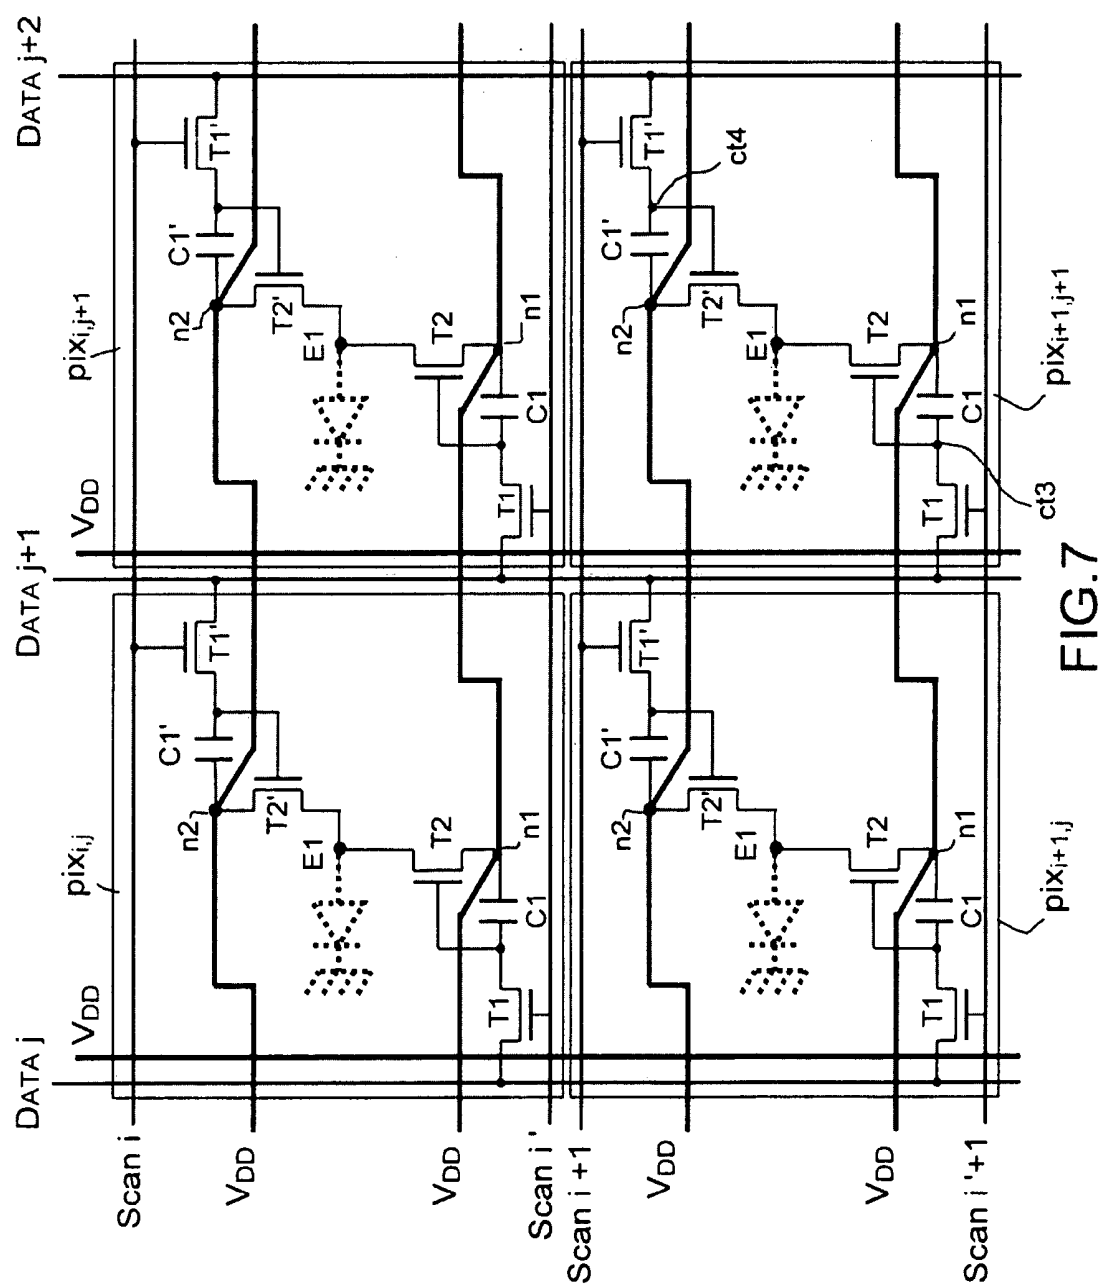 DATA j
DATA j+1
DATA j+2
VDD
pixi,j
VDD
pixi,j+1
Scan i
n2
C1'
n2
C1'
T1'
T1'
VDD
T2'
T2'
E1
E1
VDD
T2
T2
T1
C1
n1
T1
C1
n1
Scan i '
Scan i +1
n2
C1'
T1'
n2
C1'
T1'
VDD
T2'
T2'
ct4
E1
E1
VDD
T2
T2
T1
C1
n1
T1
C1
n1
Scan i '+1
ct3
pixi+1,j
pixi+1,j+1
FIG.7